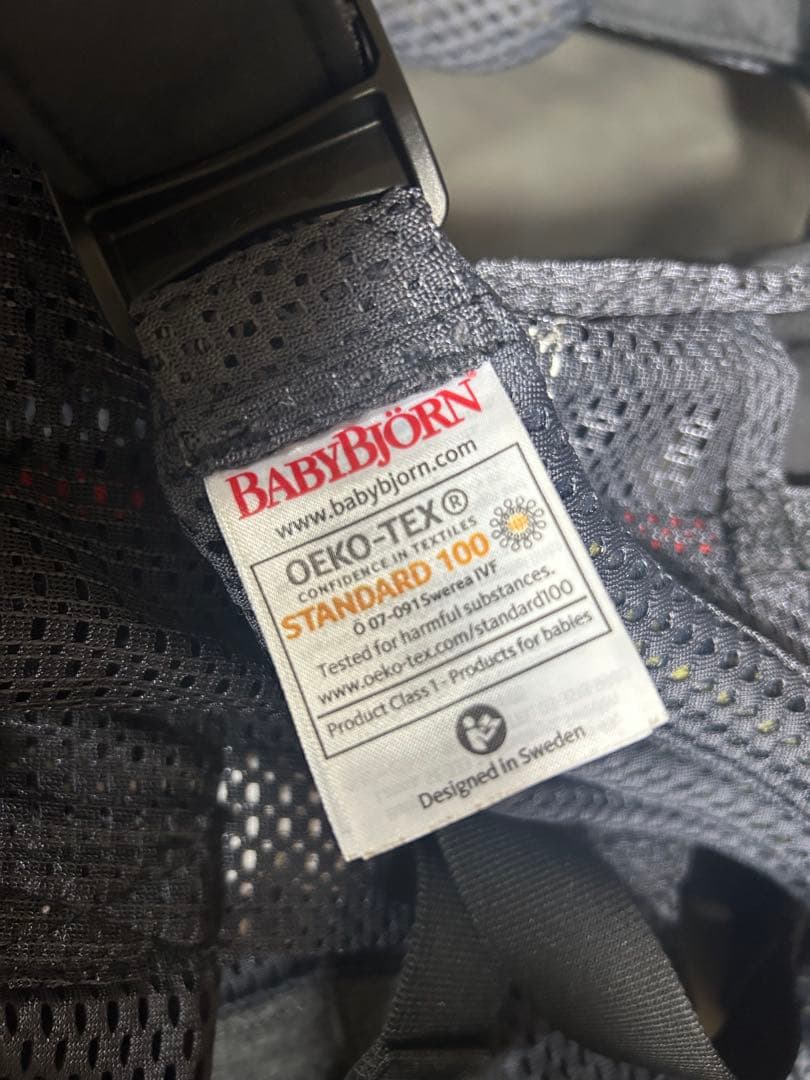 BABYBJÖRN®
www.babybjorn.com
OEKO-TEX®
CONFIDENCE IN TEXTILES
STANDARD 100
Ö 07-091 Swerea IVF
Tested for harmful substances.
www.oeko-tex.com/standard100
Product Class 1 - Products for babies
Designed in Sweden